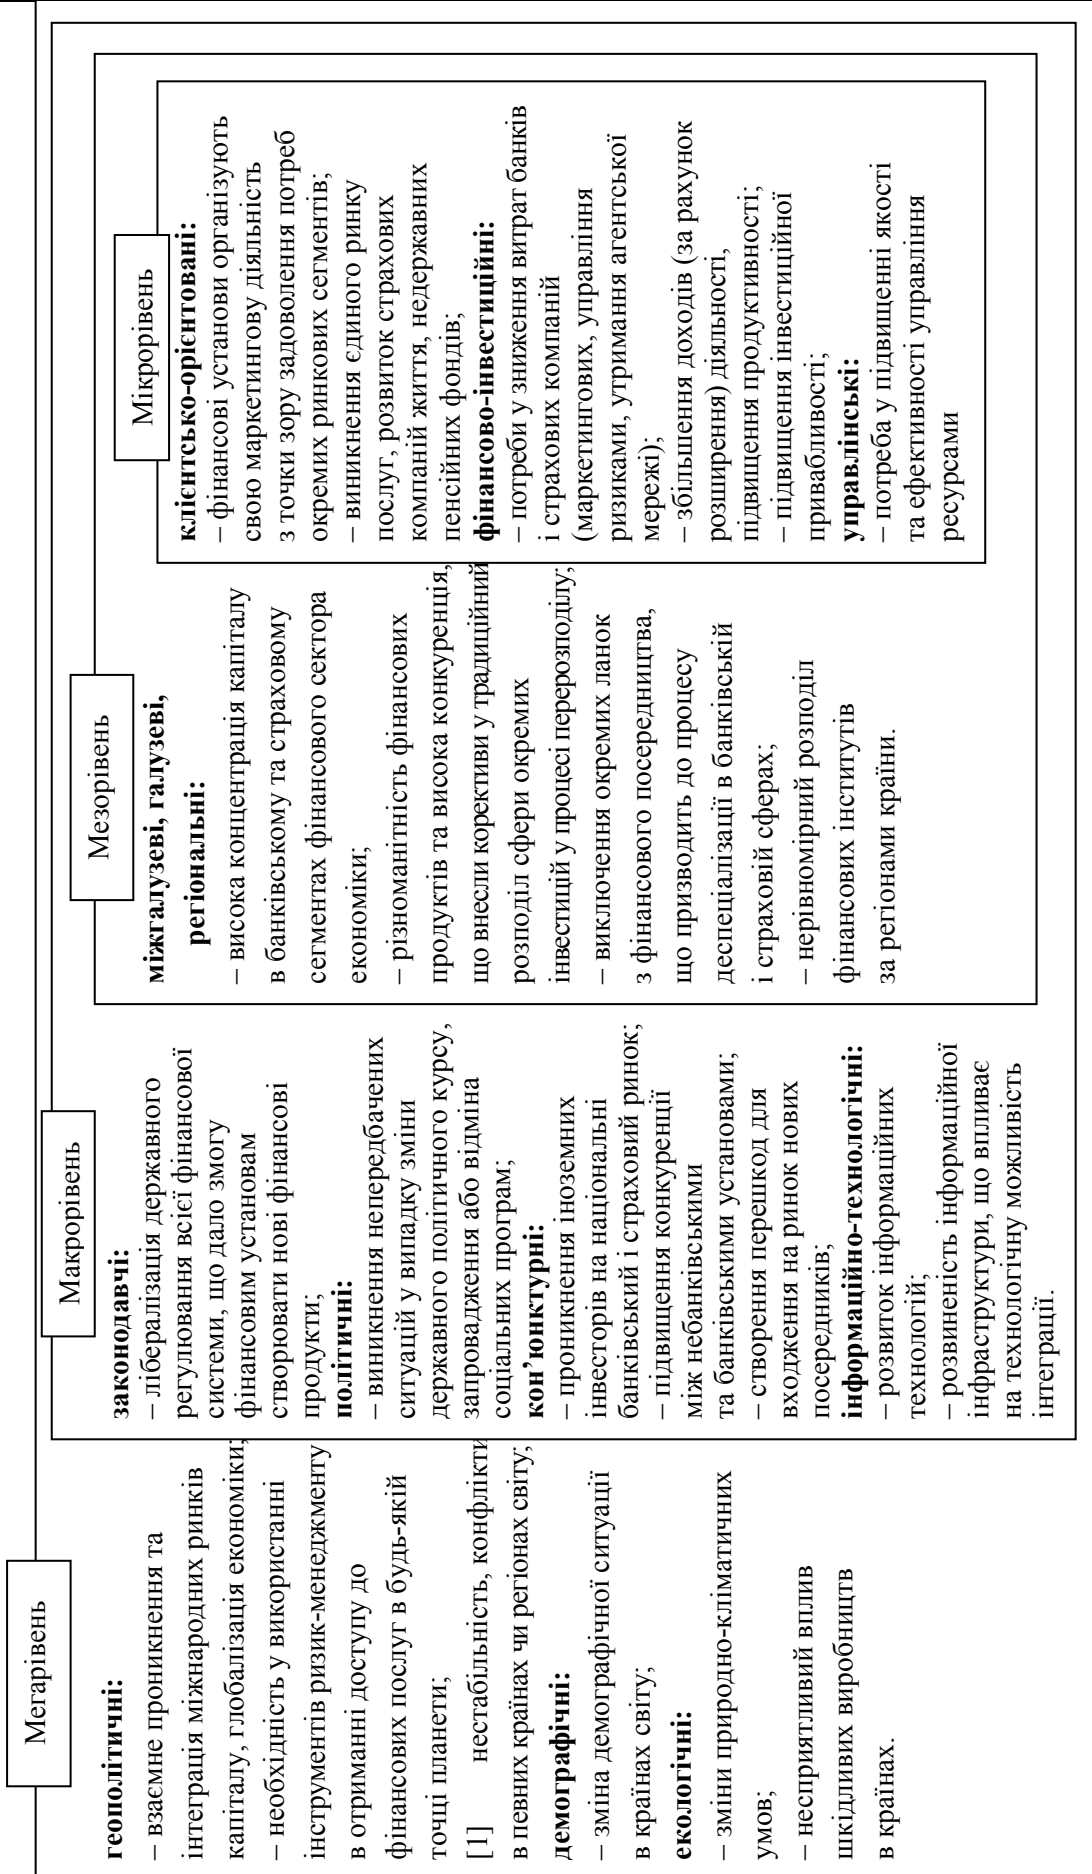 Мегарівень
геополітичні:
– взаємне проникнення та
інтеграція міжнародних ринків
капіталу, глобалізація економіки;
– необхідність у використанні
інструментів ризик-менеджменту
в отриманні доступу до
фінансових послуг в будь-якій
точці планети;
[1] нестабільність, конфлікти
в певних країнах чи регіонах світу;
демографічні:
– зміна демографічної ситуації
в країнах світу;
екологічні:
– зміни природно-кліматичних
умов;
– несприятливий вплив
шкідливих виробництв
в країнах.
Макрорівень
законодавчі:
– лібералізація державного
регулювання всієї фінансової
системи, що дало змогу
фінансовим установам
створювати нові фінансові
продукти;
політичні:
– виникнення непередбачених
ситуацій у випадку зміни
державного політичного курсу,
запровадження або відміна
соціальних програм;
кон’юнктурні:
– проникнення іноземних
інвесторів на національні
банківський і страховий ринок;
– підвищення конкуренції
між небанківськими
та банківськими установами;
– створення перешкод для
входження на ринок нових
посередників;
інформаційно-технологічні:
– розвиток інформаційних
технологій;
– розвиненість інформаційної
інфраструктури, що впливає
на технологічну можливість
інтеграції.
Мезорівень
міжгалузеві, галузеві,
регіональні:
– висока концентрація капіталу
в банківському та страховому
сегментах фінансового сектора
економіки;
– різноманітність фінансових
продуктів та висока конкуренція,
що внесли корективи у традиційний
розподіл сфери окремих
інвестицій у процесі перерозподілу;
– виключення окремих ланок
з фінансового посередництва,
що призводить до процесу
деспеціалізації в банківській
і страховій сферах;
– нерівномірний розподіл
фінансових інститутів
за регіонами країни.
Мікрорівень
клієнтсько-орієнтовані:
– фінансові установи організують
свою маркетингову діяльність
з точки зору задоволення потреб
окремих ринкових сегментів;
– виникнення єдиного ринку
послуг, розвиток страхових
компаній життя, недержавних
пенсійних фондів;
фінансово-інвестиційні:
– потреби у зниження витрат банків
і страхових компаній
(маркетингових, управління
ризиками, утримання агентської
мережі);
– збільшення доходів (за рахунок
розширення) діяльності,
підвищення продуктивності;
– підвищення інвестиційної
привабливості;
управлінські:
– потреба у підвищенні якості
та ефективності управління
ресурсами